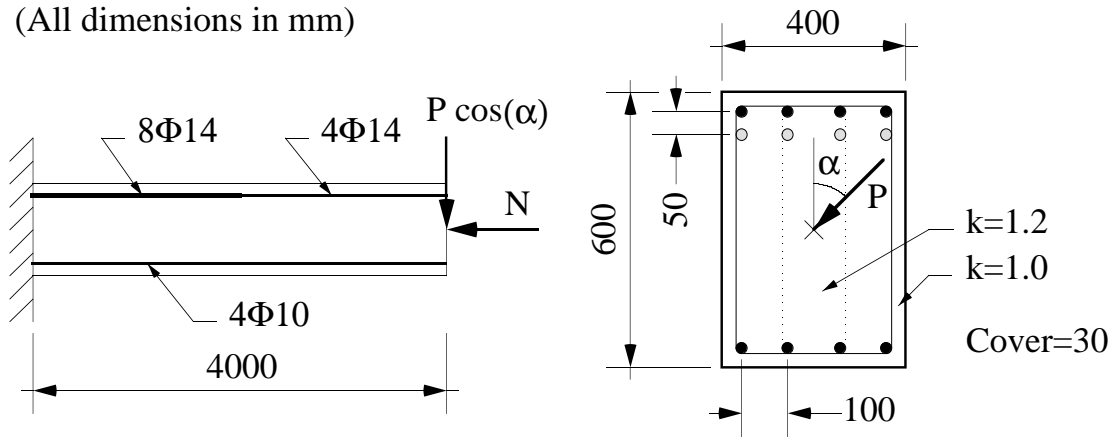 (All dimensions in mm)
8Φ14
4Φ14
P cos(α)
N
4Φ10
4000
400
50
600
α
P
k=1.2
k=1.0
Cover=30
100